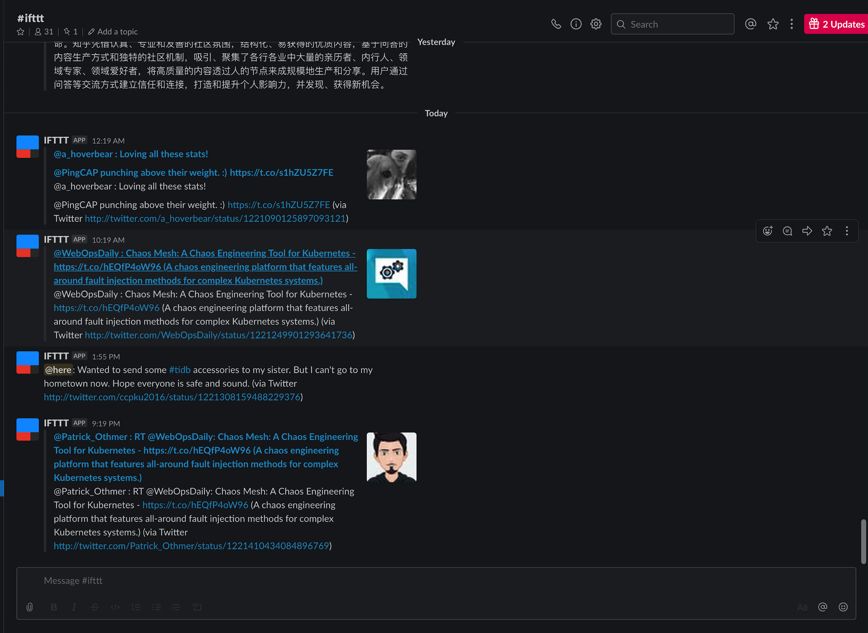 #ifttt
31 1 Add a topic
Search
2 Updates
命。知乎凭借认真、专业和友善的社区氛围，结构化、易获得的优质内容，基于问答的
内容生产方式和独特的社区机制，吸引、聚集了各行各业中大量的亲历者、内行人、领
域专家、领域爱好者，将高质量的内容透过人的节点来成规模地生产和分享。用户通过
问答等交流方式建立信任和连接，打造和提升个人影响力，并发现、获得新机会。
Yesterday
Today
IFTTT APP 12:19 AM
@a_hoverbear : Loving all these stats!
@PingCAP punching above their weight. :) https://t.co/s1hZU5Z7FE
@a_hoverbear : Loving all these stats!
@PingCAP punching above their weight. :) https://t.co/s1hZU5Z7FE (via
Twitter http://twitter.com/a_hoverbear/status/1221090125897093121)
IFTTT APP 10:19 AM
@WebOpsDaily : Chaos Mesh: A Chaos Engineering Tool for Kubernetes -
https://t.co/hEQfP4oW96 (A chaos engineering platform that features all-
around fault injection methods for complex Kubernetes systems.)
@WebOpsDaily : Chaos Mesh: A Chaos Engineering Tool for Kubernetes -
https://t.co/hEQfP4oW96 (A chaos engineering platform that features all-
around fault injection methods for complex Kubernetes systems.) (via
Twitter http://twitter.com/WebOpsDaily/status/1221249901293641736)
IFTTT APP 1:55 PM
@here: Wanted to send some #tidb accessories to my sister. But I can't go to my
hometown now. Hope everyone is safe and sound. (via Twitter
http://twitter.com/ccpku2016/status/1221308159488229376)
IFTTT APP 9:19 PM
@Patrick_Othmer : RT @WebOpsDaily: Chaos Mesh: A Chaos Engineering
Tool for Kubernetes - https://t.co/hEQfP4oW96 (A chaos engineering
platform that features all-around fault injection methods for complex
Kubernetes systems.)
@Patrick_Othmer : RT @WebOpsDaily: Chaos Mesh: A Chaos Engineering
Tool for Kubernetes - https://t.co/hEQfP4oW96 (A chaos engineering
platform that features all-around fault injection methods for complex
Kubernetes systems.) (via Twitter
http://twitter.com/Patrick_Othmer/status/1221410434084896769)
Message #ifttt
B I S Aa @